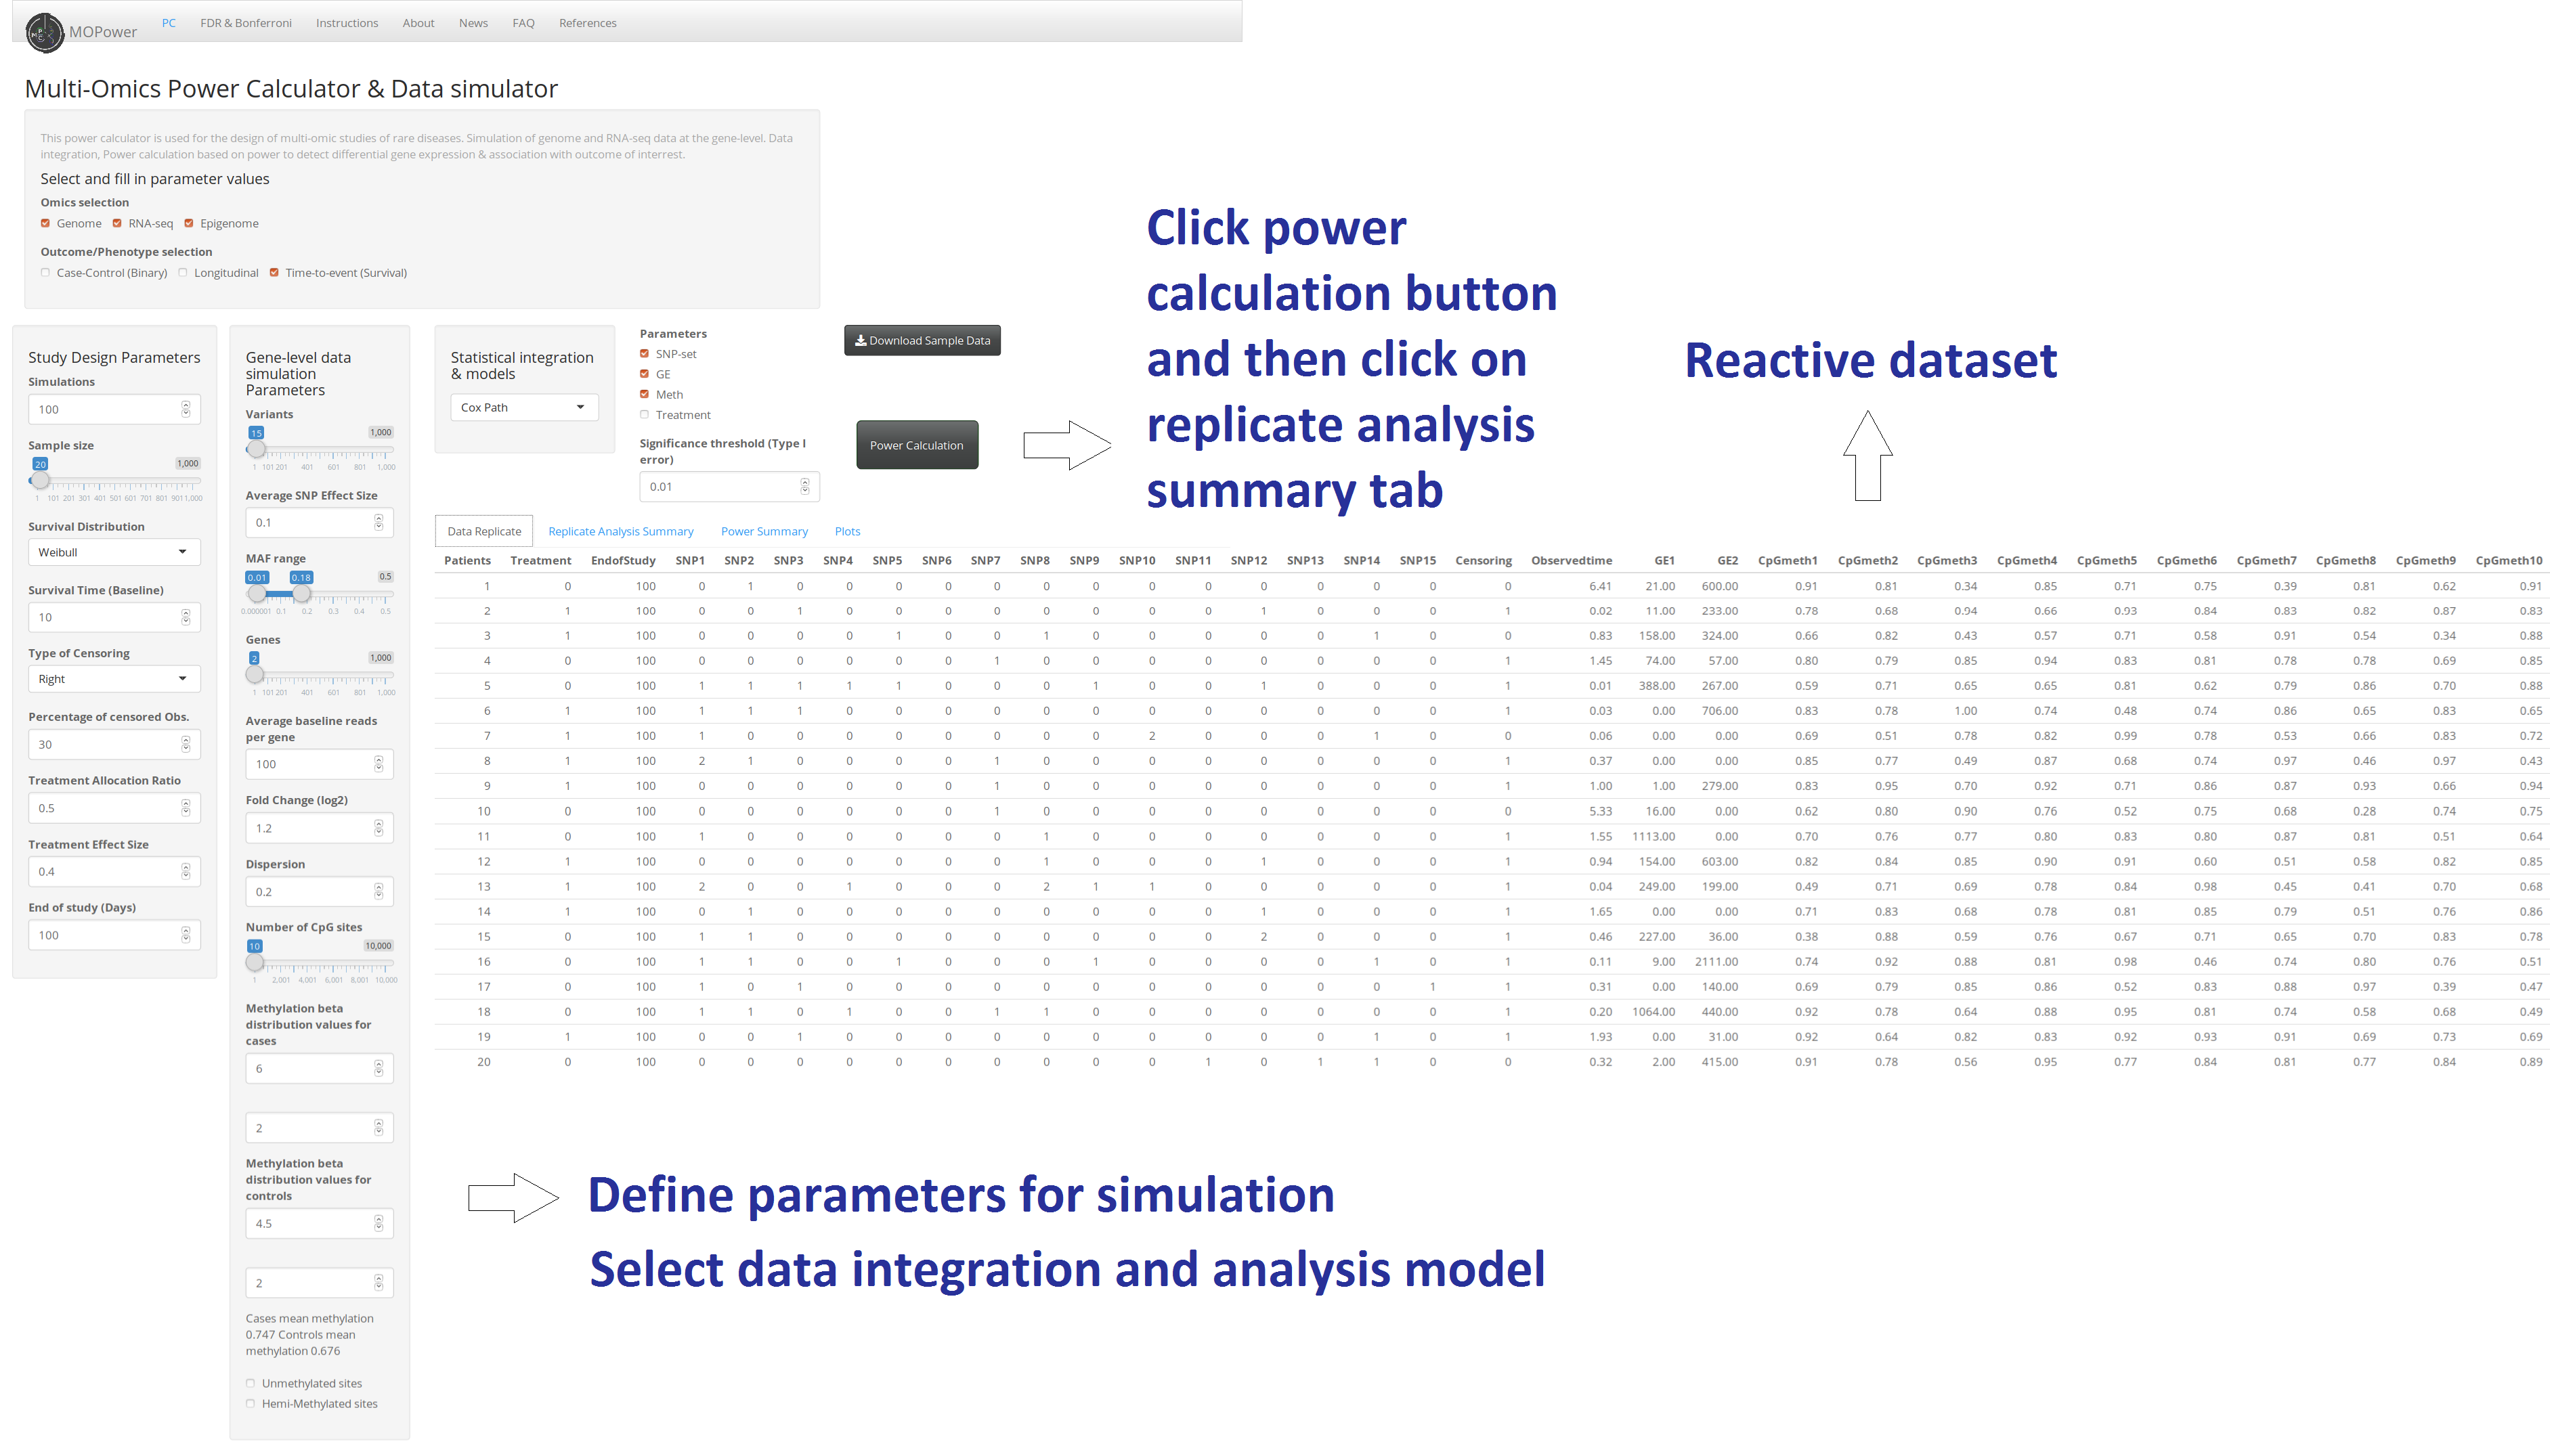 MOPower
PC FDR & Bonferroni Instructions About News FAQ References
Multi-Omics Power Calculator & Data simulator
This power calculator is used for the design of multi-omic studies of rare diseases. Simulation of genome and RNA-seq data at the gene-level. Data
integration, Power calculation based on power to detect differential gene expression & association with outcome of interrest.
Select and fill in parameter values
Omics selection
Genome RNA-seq Epigenome
Outcome/Phenotype selection
Case-Control (Binary) Longitudinal Time-to-event (Survival)
Study Design Parameters
Simulations
100
Sample size
20 1,000
1 101 201 301 401 501 601 701 801 901 1,000
Survival Distribution
Weibull
Survival Time (Baseline)
10
Type of Censoring
Right
Percentage of censored Obs.
30
Treatment Allocation Ratio
0.5
Treatment Effect Size
0.4
End of study (Days)
100
Gene-level data
simulation
Parameters
Variants
15 1,000
1 101 201 401 601 801 1,000
Average SNP Effect Size
0.1
MAF range
0.01 0.18 0.5
0.000001 0.1 0.2 0.3 0.4 0.5
Genes
2 1,000
1 101 201 401 601 801 1,000
Average baseline reads
per gene
100
Fold Change (log2)
1.2
Dispersion
0.2
Number of CpG sites
10 10,000
1 2,001 4,001 6,001 8,001 10,000
Methylation beta
distribution values for
cases
6
2
Methylation beta
distribution values for
controls
4.5
2
Cases mean methylation
0.747 Controls mean
methylation 0.676
Unmethylated sites
Hemi-Methylated sites
Statistical integration
& models
Cox Path
Parameters
SNP-set
GE
Meth
Treatment
Significance threshold (Type I
error)
0.01
Download Sample Data
Power Calculation
Click power
calculation button
and then click on
replicate analysis
summary tab
Reactive dataset
Data Replicate Replicate Analysis Summary Power Summary Plots
Patients Treatment EndofStudy SNP1 SNP2 SNP3 SNP4 SNP5 SNP6 SNP7 SNP8 SNP9 SNP10 SNP11 SNP12 SNP13 SNP14 SNP15 Censoring Observedtime GE1 GE2 CpGmeth1 CpGmeth2 CpGmeth3 CpGmeth4 CpGmeth5 CpGmeth6 CpGmeth7 CpGmeth8 CpGmeth9 CpGmeth10
1 0 100 0 1 0 0 0 0 0 0 0 0 0 0 0 0 0 0 6.41 21.00 600.00 0.91 0.81 0.34 0.85 0.71 0.75 0.39 0.81 0.62 0.91
2 1 100 0 0 1 0 0 0 0 0 0 0 0 1 0 0 0 1 0.02 11.00 233.00 0.78 0.68 0.94 0.66 0.93 0.84 0.83 0.82 0.87 0.83
3 1 100 0 0 0 0 1 0 0 1 0 0 0 0 0 1 0 0 0.83 158.00 324.00 0.66 0.82 0.43 0.57 0.71 0.58 0.91 0.54 0.34 0.88
4 0 100 0 0 0 0 0 0 1 0 0 0 0 0 0 0 0 1 1.45 74.00 57.00 0.80 0.79 0.85 0.94 0.83 0.81 0.78 0.78 0.69 0.85
5 0 100 1 1 1 1 1 0 0 0 1 0 0 1 0 0 0 1 0.01 388.00 267.00 0.59 0.71 0.65 0.65 0.81 0.62 0.79 0.86 0.70 0.88
6 1 100 1 1 1 0 0 0 0 0 0 0 0 0 0 0 0 1 0.03 0.00 706.00 0.83 0.78 1.00 0.74 0.48 0.74 0.86 0.65 0.83 0.65
7 1 100 1 0 0 0 0 0 0 0 0 2 0 0 0 1 0 0 0.06 0.00 0.00 0.69 0.51 0.78 0.82 0.99 0.78 0.53 0.66 0.83 0.72
8 1 100 2 1 0 0 0 0 1 0 0 0 0 0 0 0 0 1 0.37 0.00 0.00 0.85 0.77 0.49 0.87 0.68 0.74 0.97 0.46 0.97 0.43
9 1 100 0 0 0 0 0 0 1 0 0 0 0 0 0 0 0 1 1.00 1.00 279.00 0.83 0.95 0.70 0.92 0.71 0.86 0.87 0.93 0.66 0.94
10 0 100 0 0 0 0 0 0 1 0 0 0 0 0 0 0 0 0 5.33 16.00 0.00 0.62 0.80 0.90 0.76 0.52 0.75 0.68 0.28 0.74 0.75
11 0 100 1 0 0 0 0 0 0 1 0 0 0 0 0 0 0 1 1.55 1113.00 0.00 0.70 0.76 0.77 0.80 0.83 0.80 0.87 0.81 0.51 0.64
12 1 100 0 0 0 0 0 0 0 1 0 0 0 1 0 0 0 1 0.94 154.00 603.00 0.82 0.84 0.85 0.90 0.91 0.60 0.51 0.58 0.82 0.85
13 1 100 2 0 0 1 0 0 0 2 1 1 0 0 0 0 0 1 0.04 249.00 199.00 0.49 0.71 0.69 0.78 0.84 0.98 0.45 0.41 0.70 0.68
14 1 100 0 1 0 0 0 0 0 0 0 0 0 1 0 0 0 1 1.65 0.00 0.00 0.71 0.83 0.68 0.78 0.81 0.85 0.79 0.51 0.76 0.86
15 0 100 1 1 0 0 0 0 0 0 0 0 0 2 0 0 0 1 0.46 227.00 36.00 0.38 0.88 0.59 0.76 0.67 0.71 0.65 0.70 0.83 0.78
16 0 100 1 1 0 0 1 0 0 0 1 0 0 0 0 1 0 1 0.11 9.00 2111.00 0.74 0.92 0.88 0.81 0.98 0.46 0.74 0.80 0.76 0.51
17 0 100 1 0 1 0 0 0 0 0 0 0 0 0 0 0 1 1 0.31 0.00 140.00 0.69 0.79 0.85 0.86 0.52 0.83 0.88 0.97 0.39 0.47
18 0 100 1 1 0 1 0 0 1 1 0 0 0 0 0 0 0 1 0.20 1064.00 440.00 0.92 0.78 0.64 0.88 0.95 0.81 0.74 0.58 0.68 0.49
19 1 100 0 0 1 0 0 0 0 0 0 0 0 0 0 1 0 1 1.93 0.00 31.00 0.92 0.64 0.82 0.83 0.92 0.93 0.91 0.69 0.73 0.69
20 0 100 0 0 0 0 0 0 0 0 0 0 1 0 1 1 0 0 0.32 2.00 415.00 0.91 0.78 0.56 0.95 0.77 0.84 0.81 0.77 0.84 0.89
Define parameters for simulation
Select data integration and analysis model